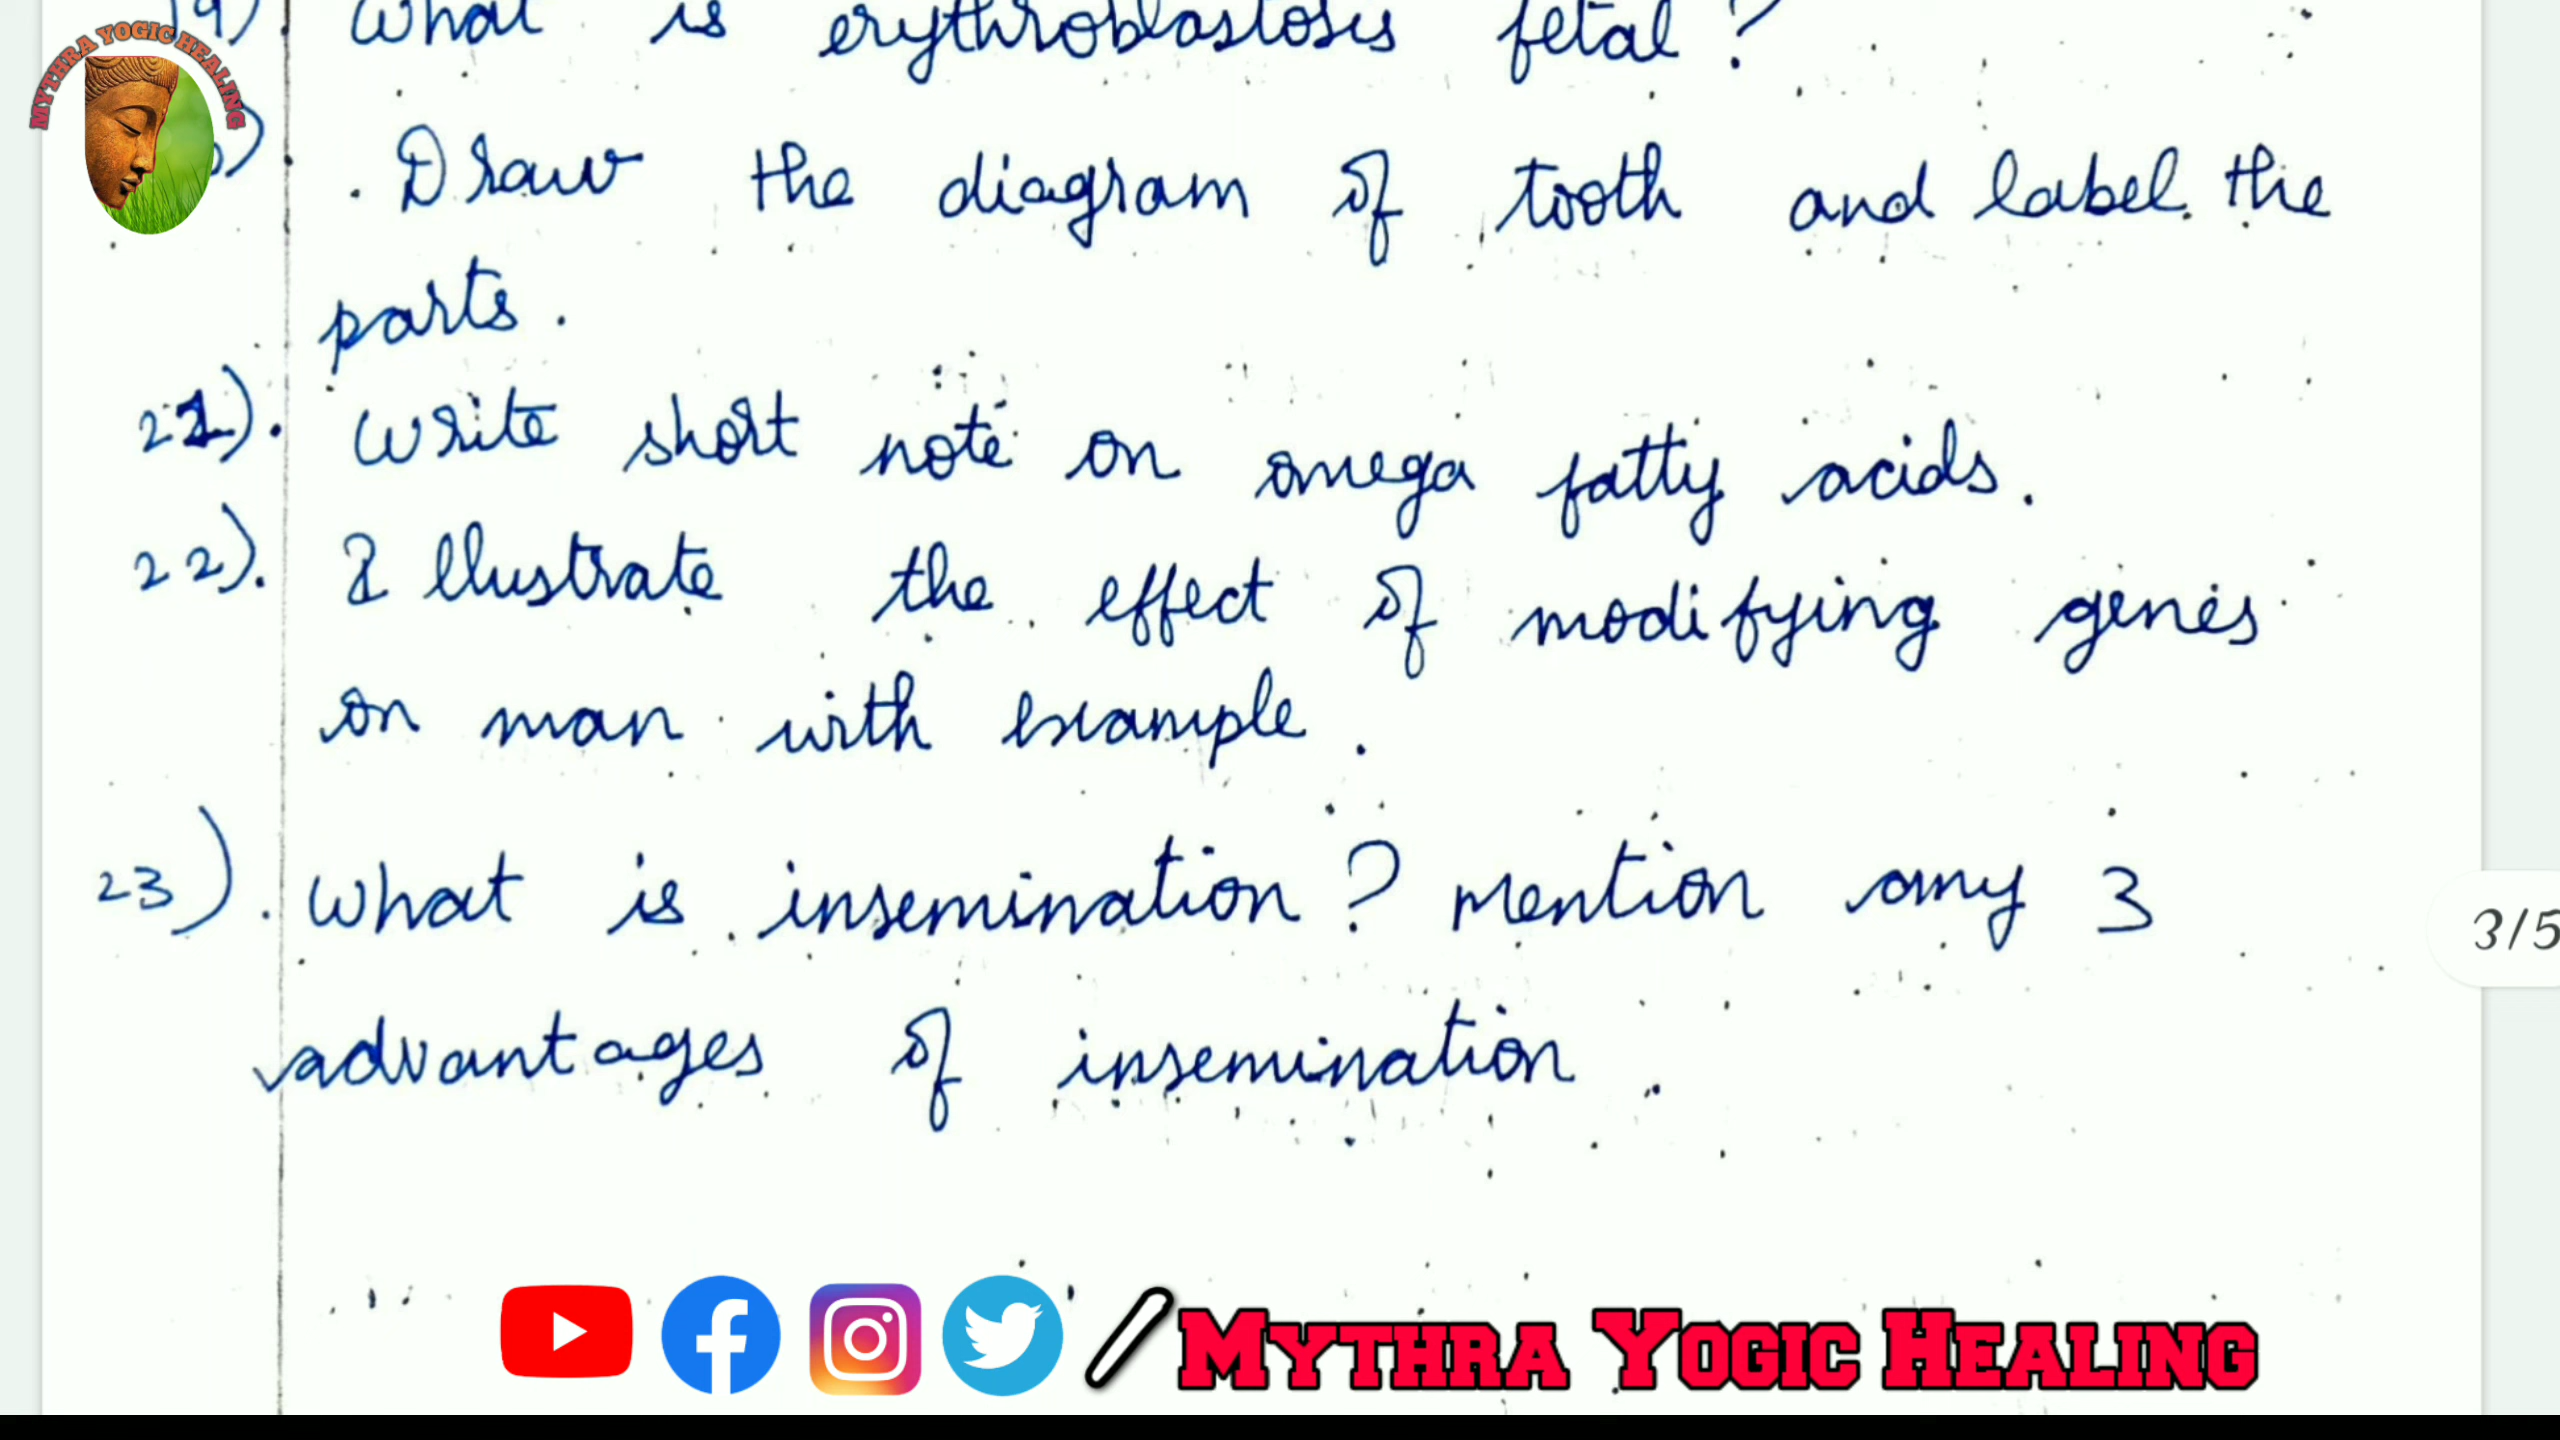 MYTHRA YOGIC HEALING
19). What is erythroblastosis fetal?
Draw the diagram of tooth and label the
parts.
21). Write short note on omega fatty acids.
22). Illustrate the effect of modifying genes
on man with example.
23). What is insemination? Mention any 3
advantages of insemination.
3/5
MYTHRA YOGIC HEALING